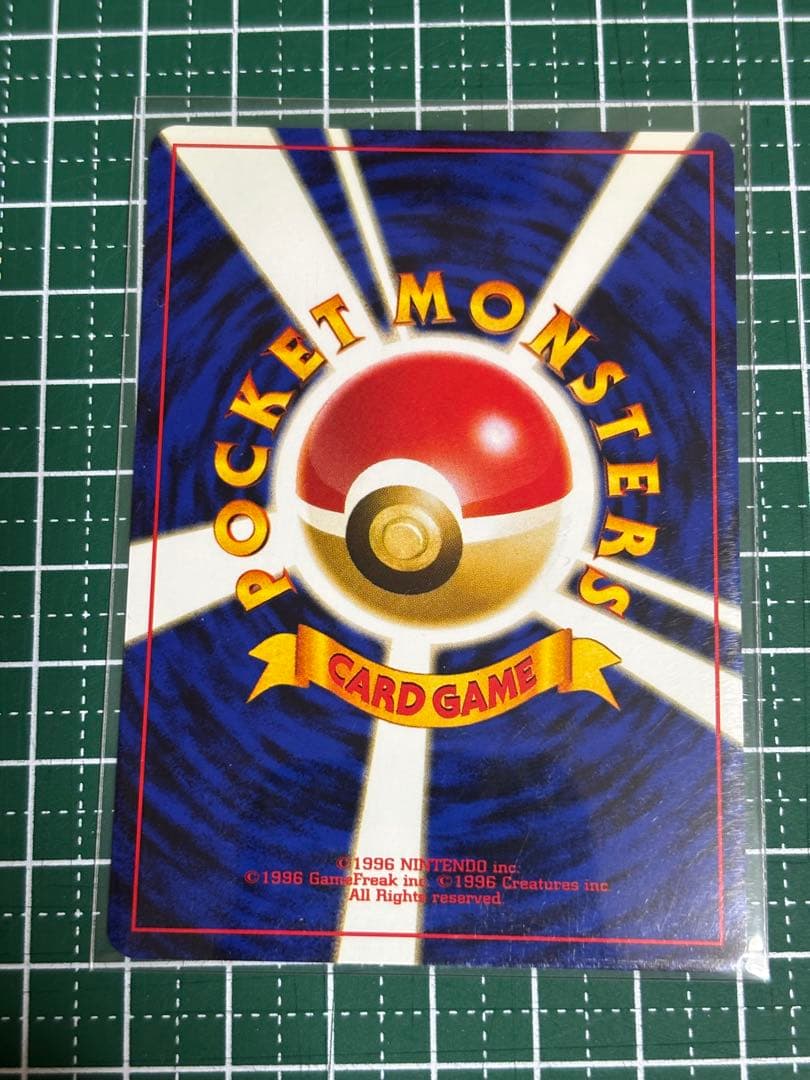 POCKET MONSTERS
CARD GAME
©1996 NINTENDO inc.
©1996 GameFreak inc. ©1996 Creatures inc.
All Rights reserved.